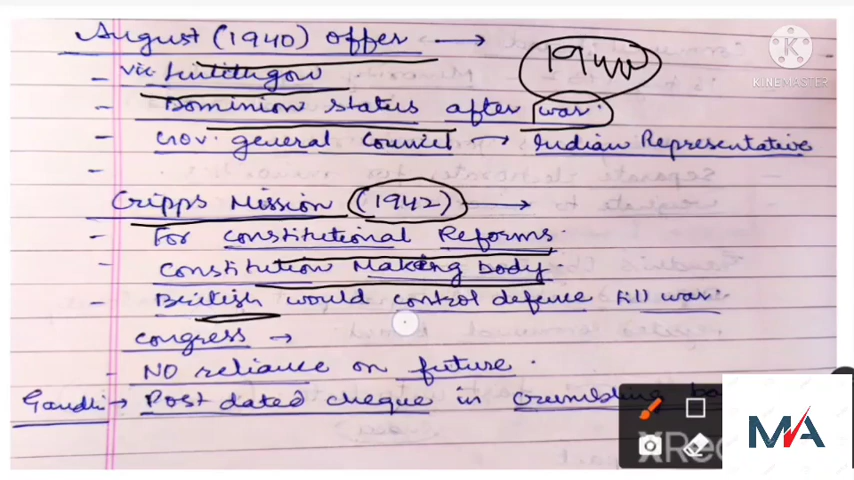 August (1940) offer →
1940
KINEMASTER
- Vic Linlithgow
- Dominion status after war.
- Gov. general Council → Indian Representative
-
Cripps Mission (1942) →
- For constitutional Reforms.
- Constitution Making body.
- British would control defence till war.
Congress →
- NO reliance on future.
Gandhi → Post dated cheque in crumbling
XRec
MA